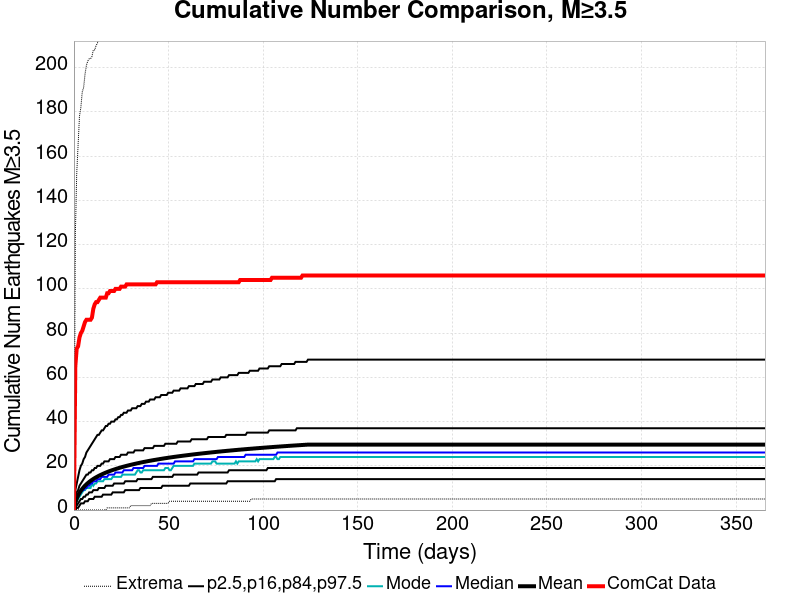 Cumulative Number Comparison, M≥3.5
Cumulative Num Earthquakes M≥3.5
200
180
160
140
120
100
80
60
40
20
0
0 50 100 150 200 250 300 350
Time (days)
Extrema p2.5,p16,p84,p97.5 Mode Median Mean ComCat Data